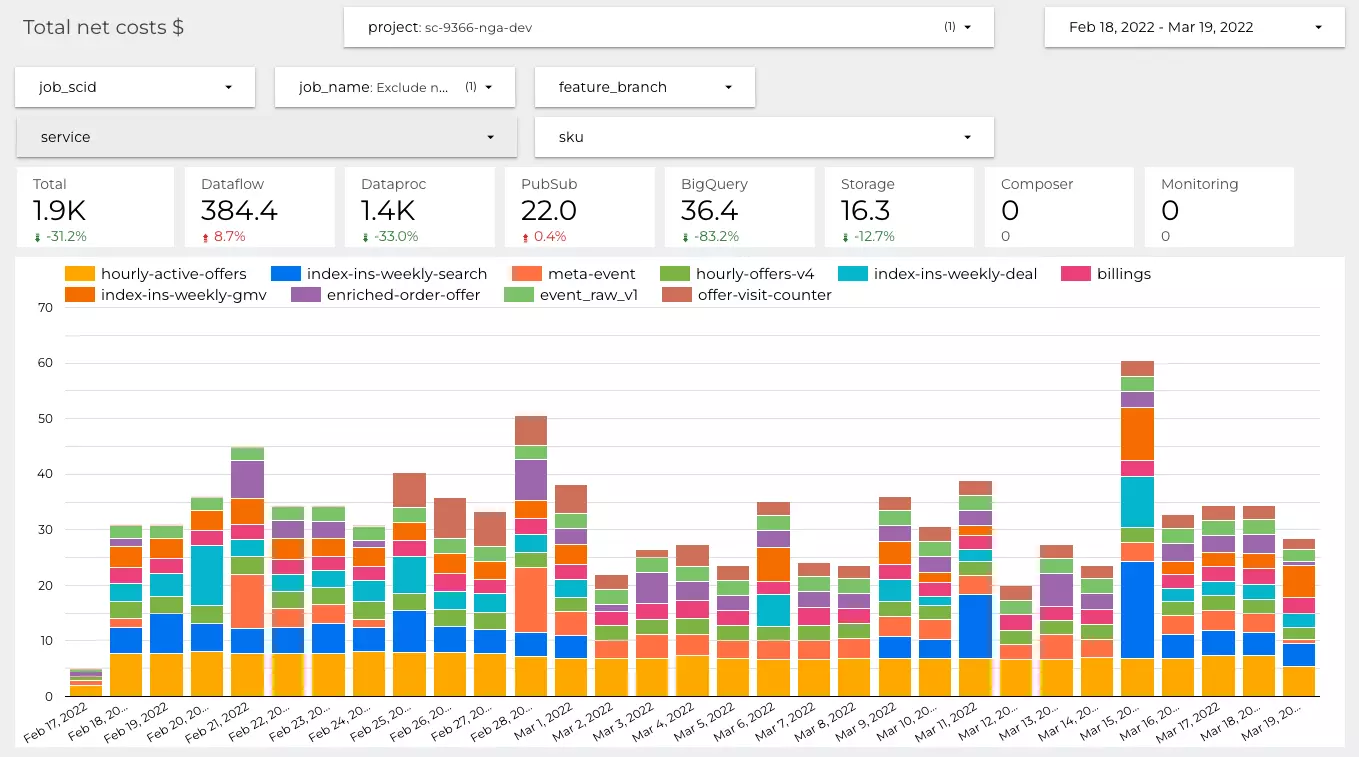 Total net costs $
project: sc-9366-nga-dev (1)
Feb 18, 2022 - Mar 19, 2022
job_scid
job_name: Exclude n... (1)
feature_branch
service
sku
Total Dataflow Dataproc PubSub BigQuery Storage Composer Monitoring
1.9K 384.4 1.4K 22.0 36.4 16.3 0 0
-31.2% 8.7% -33.0% 0.4% -83.2% -12.7% 0 0
hourly-active-offers index-ins-weekly-search meta-event hourly-offers-v4 index-ins-weekly-deal billings
index-ins-weekly-gmv enriched-order-offer event_raw_v1 offer-visit-counter
70
60
50
40
30
20
10
0
Feb 17, 2022
Feb 18, 20...
Feb 19, 2022
Feb 20, 20...
Feb 21, 2022
Feb 22, 20...
Feb 23, 20...
Feb 24, 20...
Feb 25, 20...
Feb 26, 20...
Feb 27, 20...
Feb 28, 20...
Mar 1, 2022
Mar 2, 2022
Mar 3, 2022
Mar 4, 2022
Mar 5, 2022
Mar 6, 2022
Mar 7, 2022
Mar 8, 2022
Mar 9, 2022
Mar 10, 20...
Mar 11, 2022
Mar 12, 20...
Mar 13, 20...
Mar 14, 20...
Mar 15, 20...
Mar 16, 20...
Mar 17, 2022
Mar 18, 20...
Mar 19, 20...